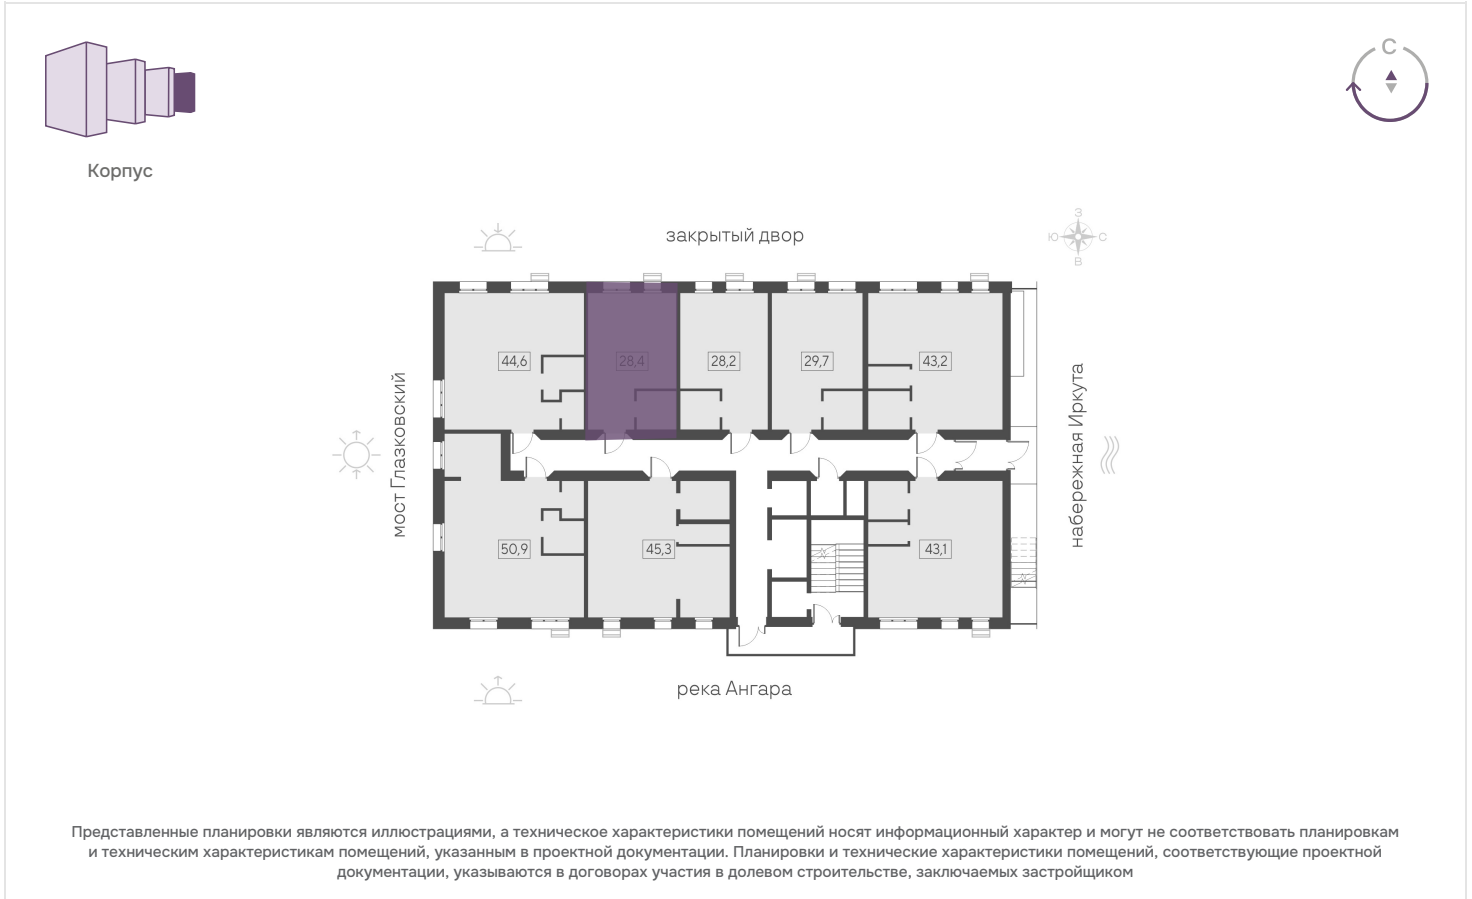 С
Корпус
закрытый двор
З
Ю
С
В
44,6
28,4
28,2
29,7
43,2
мост Глазковский
набережная Иркута
50,9
45,3
43,1
река Ангара
Представленные планировки являются иллюстрациями, а техническое характеристики помещений носят информационный характер и могут не соответствовать планировкам
и техническим характеристикам помещений, указанным в проектной документации. Планировки и технические характеристики помещений, соответствующие проектной
документации, указываются в договорах участия в долевом строительстве, заключаемых застройщиком